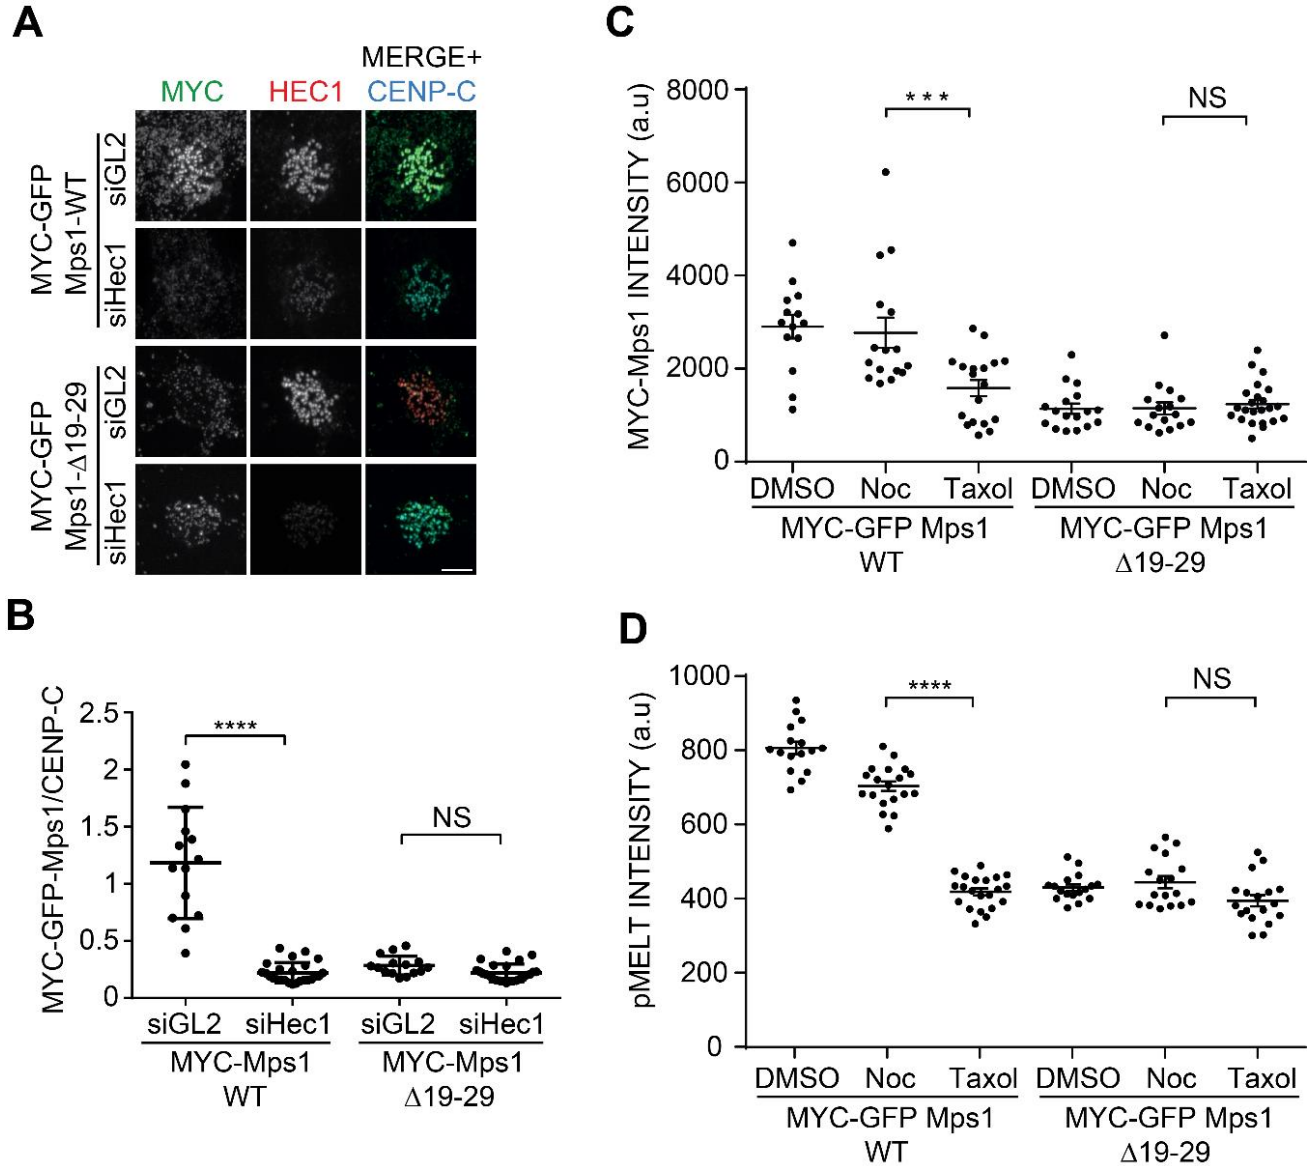 A
MERGE+
MYC HEC1 CENP-C
MYC-GFP
Mps1-WT
siGL2
siHec1
MYC-GFP
Mps1-Δ19-29
siGL2
siHec1
B
MYC-GFP-Mps1/CENP-C
2.5
2
1.5
1
0.5
0
****
NS
siGL2 siHec1 siGL2 siHec1
MYC-Mps1 MYC-Mps1
WT Δ19-29
C
MYC-Mps1 INTENSITY (a.u)
8000
6000
4000
2000
0
* * *
NS
DMSO Noc Taxol DMSO Noc Taxol
MYC-GFP Mps1 MYC-GFP Mps1
WT Δ19-29
D
pMELT INTENSITY (a.u)
1000
800
600
400
200
0
****
NS
DMSO Noc Taxol DMSO Noc Taxol
MYC-GFP Mps1 MYC-GFP Mps1
WT Δ19-29